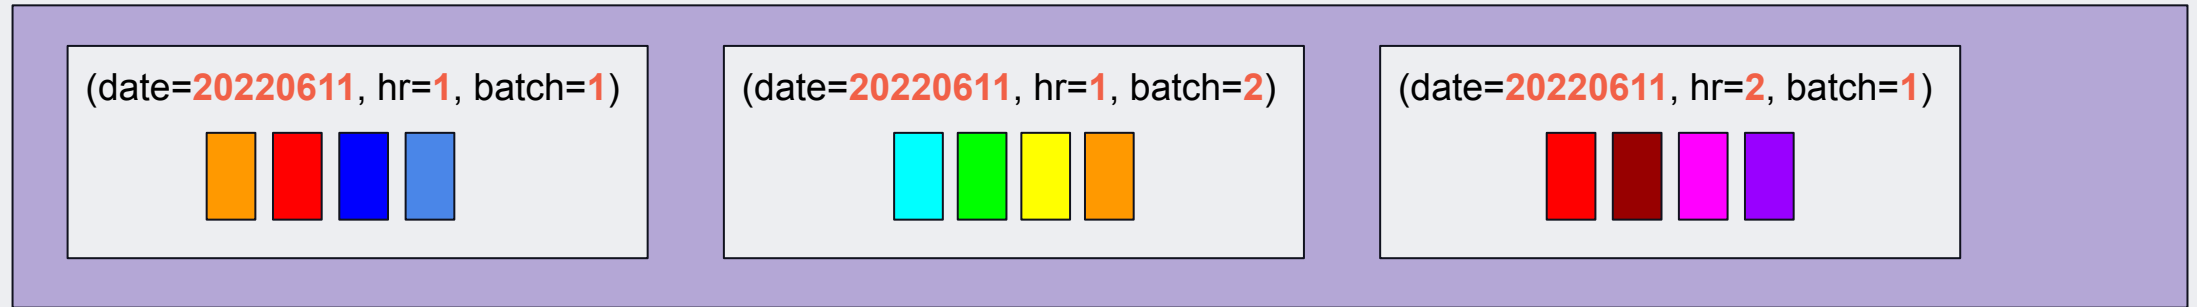 (date=20220611, hr=1, batch=1)
(date=20220611, hr=1, batch=2)
(date=20220611, hr=2, batch=1)